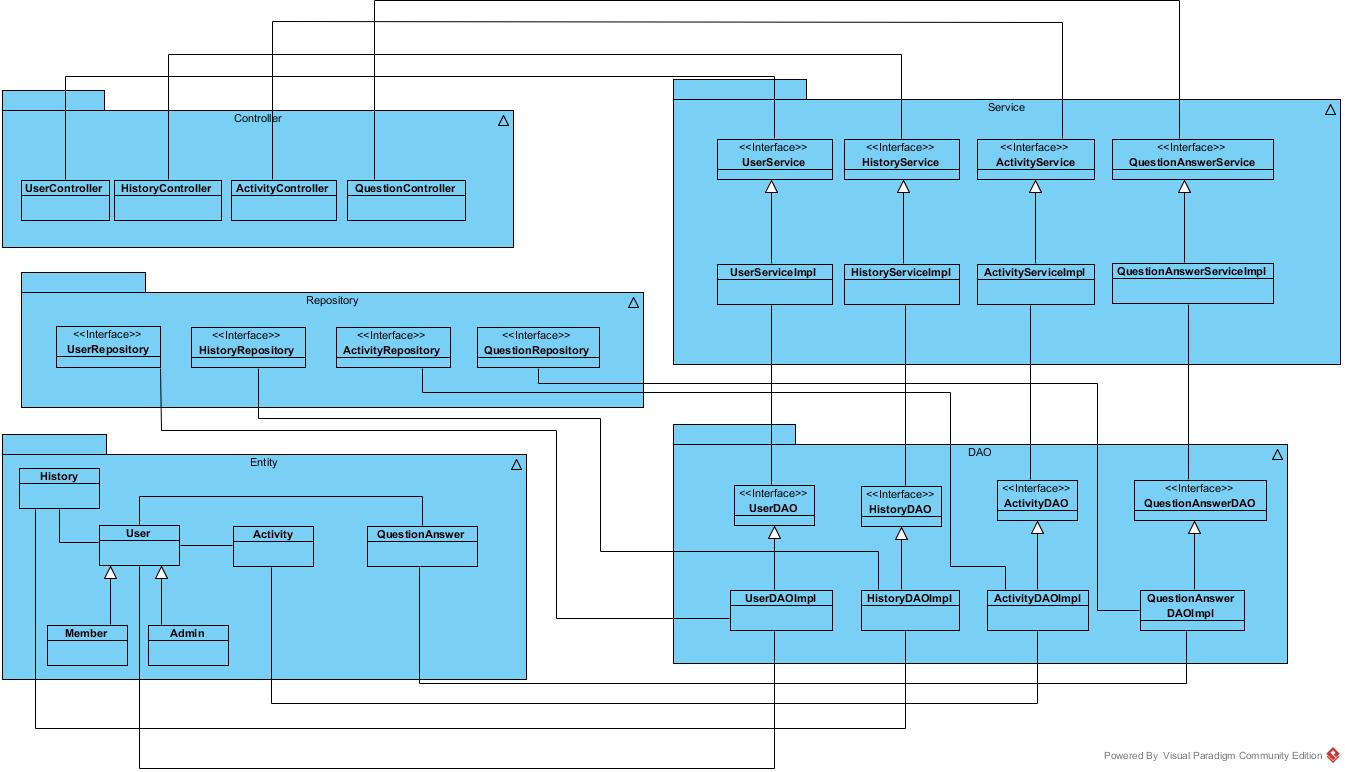 Controller
UserController
HistoryController
ActivityController
QuestionController
Service
<<Interface>>
UserService
<<Interface>>
HistoryService
<<Interface>>
ActivityService
<<Interface>>
QuestionAnswerService
UserServiceImpl
HistoryServiceImpl
ActivityServiceImpl
QuestionAnswerServiceImpl
Repository
<<Interface>>
UserRepository
<<Interface>>
HistoryRepository
<<Interface>>
ActivityRepository
<<Interface>>
QuestionRepository
Entity
History
User
Activity
QuestionAnswer
Member
Admin
DAO
<<Interface>>
UserDAO
<<Interface>>
HistoryDAO
<<Interface>>
ActivityDAO
<<Interface>>
QuestionAnswerDAO
UserDAOImpl
HistoryDAOImpl
ActivityDAOImpl
QuestionAnswer
DAOImpl
Powered By Visual Paradigm Community Edition